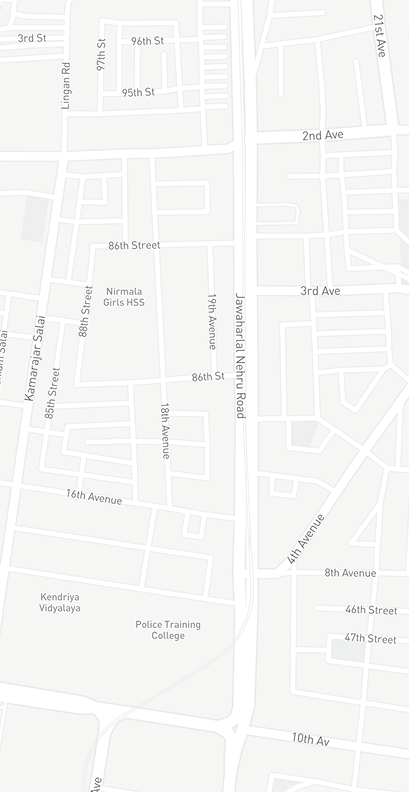 3rd St
Lingan Rd
97th St
96th St
95th St
21st Ave
2nd Ave
86th Street
Nirmala
Girls HSS
88th Street
19th Avenue
Jawaharlal Nehru Road
3rd Ave
Kamarajar Salai
Salai
85th Street
86th St
18th Avenue
16th Avenue
4th Avenue
8th Avenue
Kendriya
Vidyalaya
Police Training
College
46th Street
47th Street
10th Av
Ave